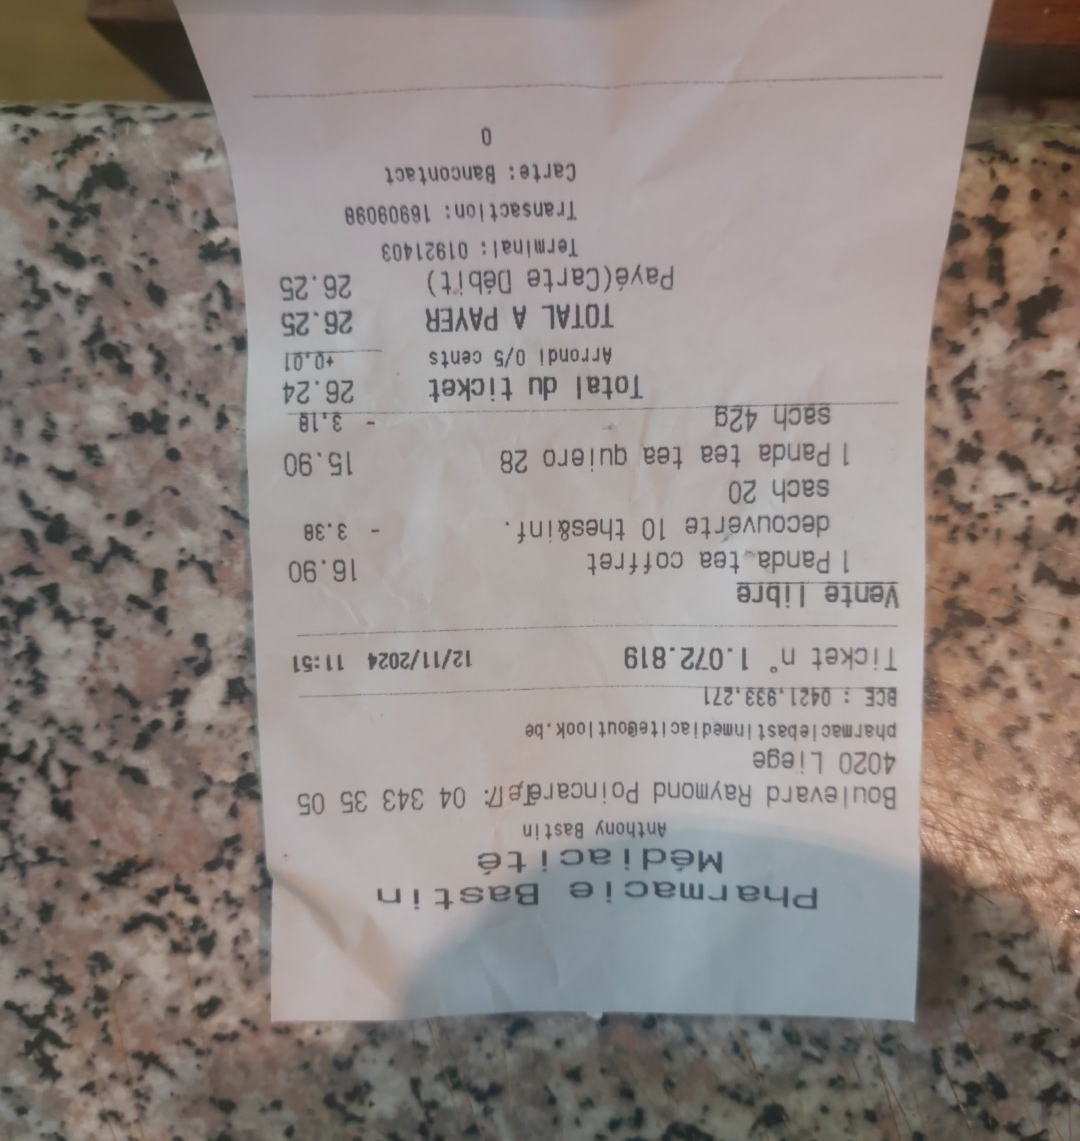 Pharmacie Bastin
Médiacité
Anthony Bastin
Boulevard Raymond Poincaré 04 343 35 05
4020 Liege
pharmaciebastinmediacite@outlook.be
BCE : 0421.933.271
Ticket n° 1.072.819 12/11/2024 11:51
Vente libre
1 Panda tea coffret 16.90
decouverte 10 thes&inf. - 3.38
sach 20
1 Panda tea tea quiero 28 15.90
sach 42g - 3.18
Total du ticket 26.24
Arrondi 0/5 cents +0.01
TOTAL A PAYER 26.25
Payé(Carte Débit) 26.25
Terminal: 01921403
Transaction: 16909098
Carte: Bancontact
0